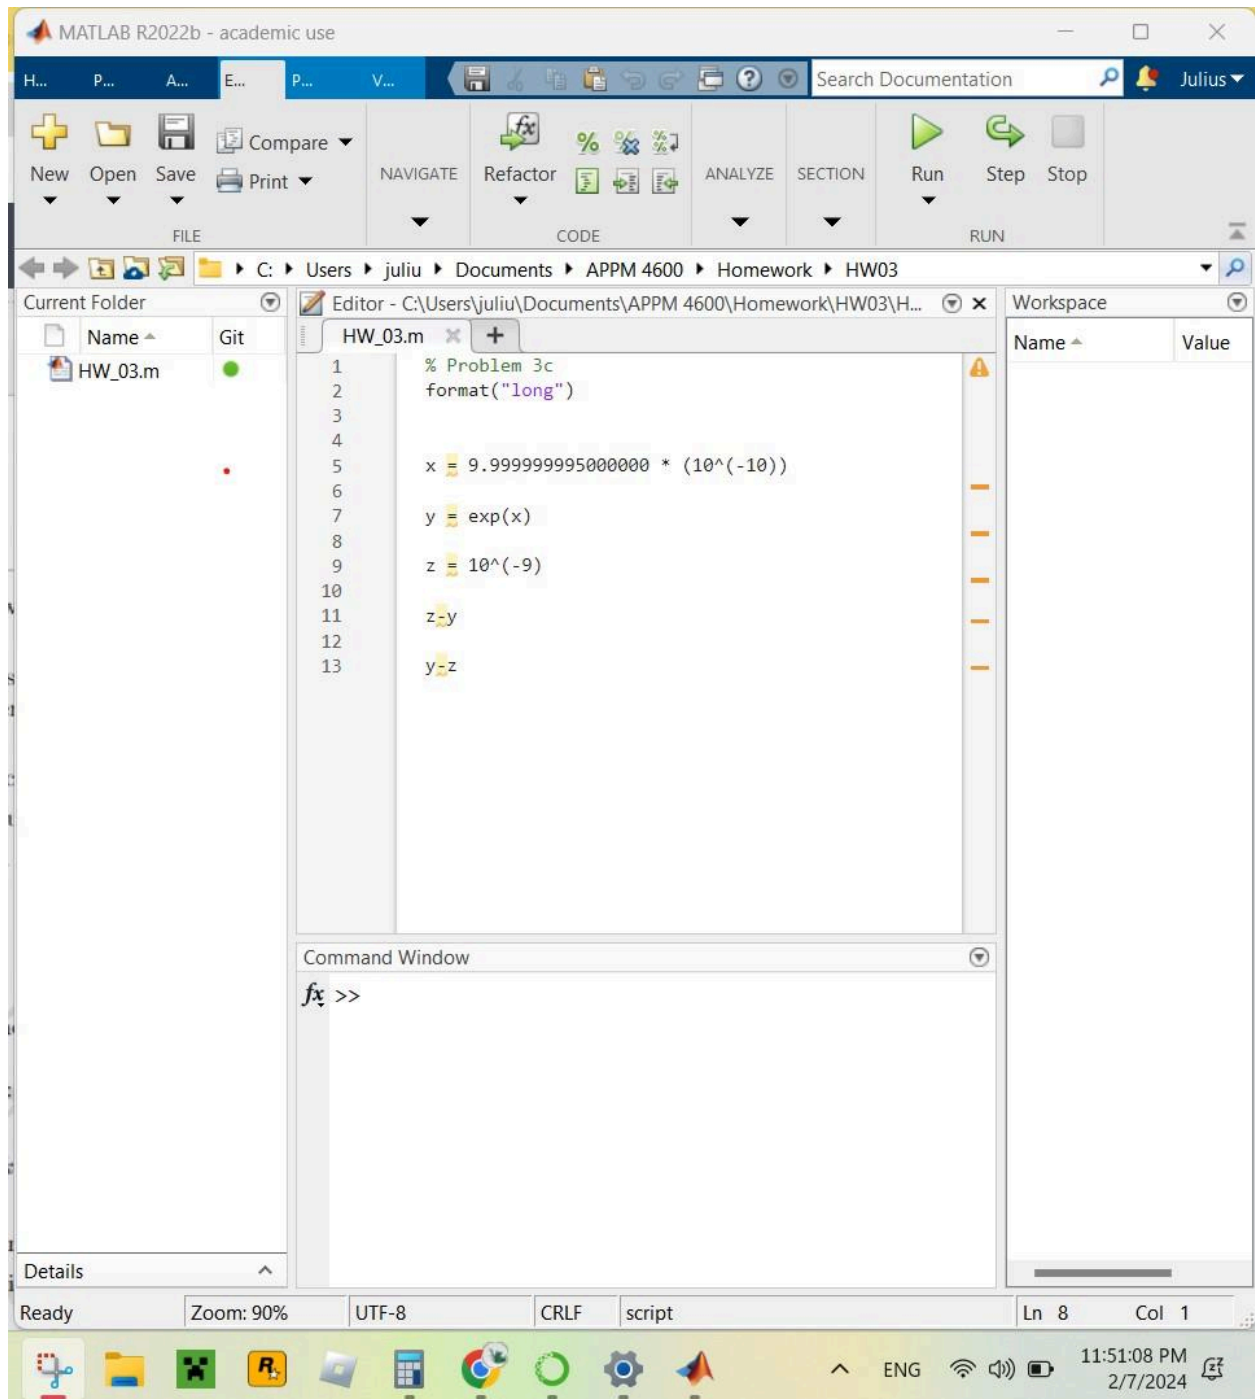 MATLAB R2022b - academic use
H... P... A... E... P... V... Search Documentation Julius
New Open Save Compare Print NAVIGATE Refactor ANALYZE SECTION Run Step Stop
FILE CODE RUN
C: Users juliu Documents APPM 4600 Homework HW03
Current Folder
Name Git
HW_03.m
Editor - C:\Users\juliu\Documents\APPM 4600\Homework\HW03\H...
HW_03.m
1 % Problem 3c
2 format("long")
3
4
5 x = 9.999999995000000 * (10^(-10))
6
7 y = exp(x)
8
9 z = 10^(-9)
10
11 z-y
12
13 y-z
Workspace
Name Value
Command Window
fx >>
Details
Ready Zoom: 90% UTF-8 CRLF script Ln 8 Col 1
ENG 11:51:08 PM
2/7/2024